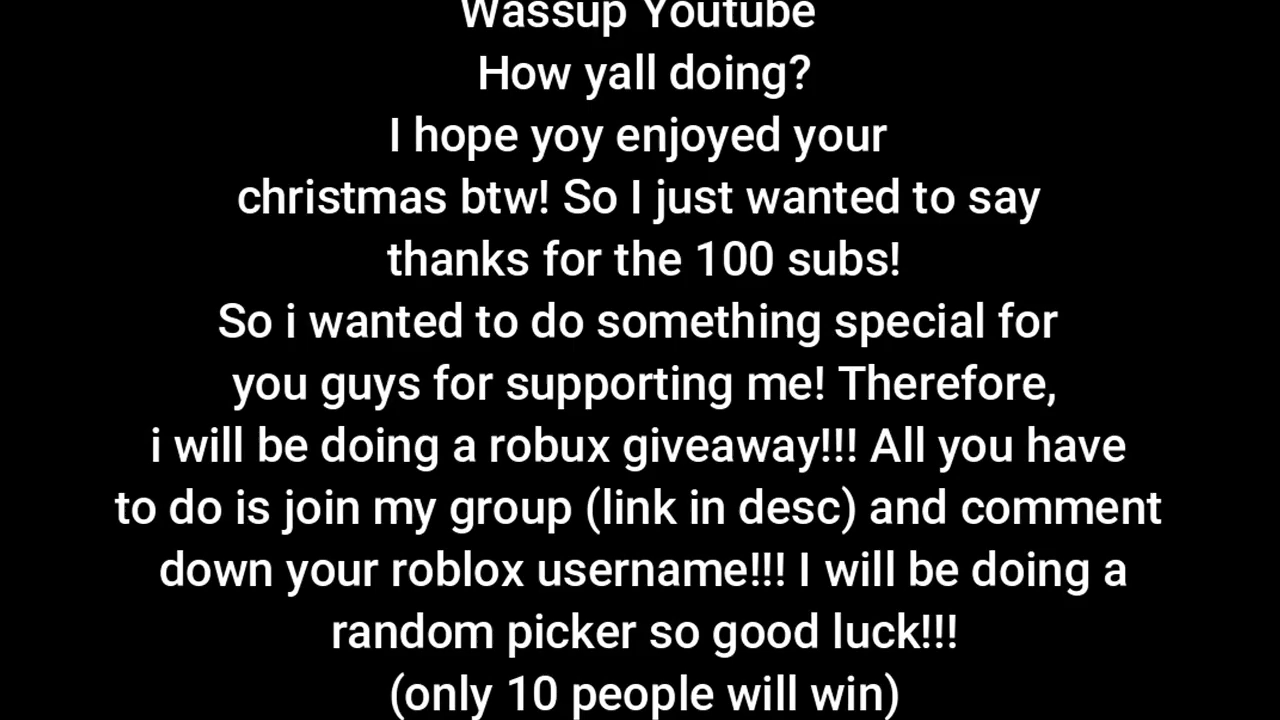 Wassup Youtube
How yall doing?
I hope yoy enjoyed your
christmas btw! So I just wanted to say
thanks for the 100 subs!
So i wanted to do something special for
you guys for supporting me! Therefore,
i will be doing a robux giveaway!!! All you have
to do is join my group (link in desc) and comment
down your roblox username!!! I will be doing a
random picker so good luck!!!
(only 10 people will win)